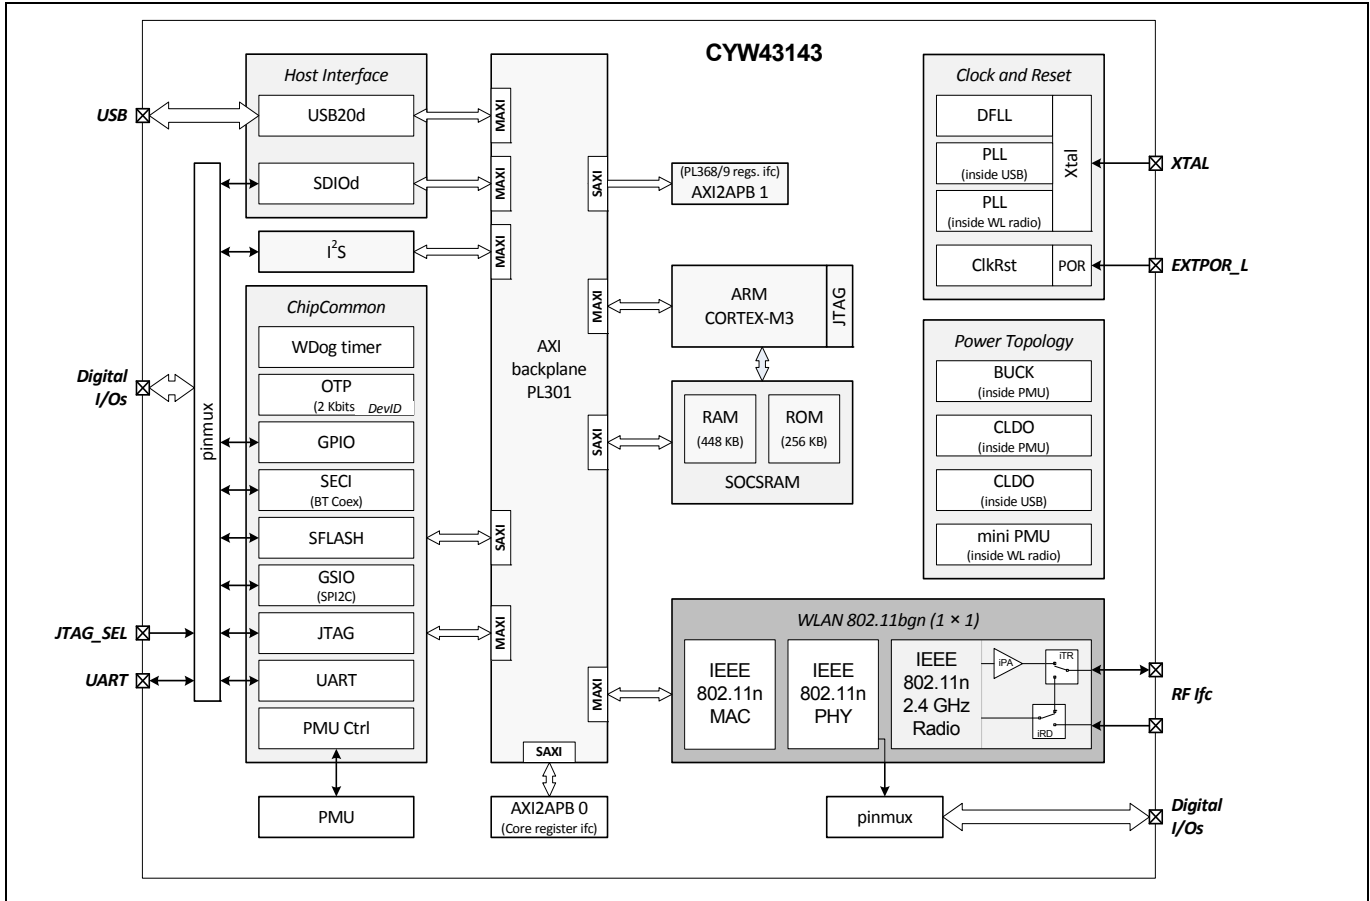 CYW43143
Host Interface
USB20d
SDIOd
I²S
USB
ChipCommon
WDog timer
OTP
(2 Kbits DevID
GPIO
SECI
(BT Coex)
SFLASH
GSIO
(SPI2C)
JTAG
UART
PMU Ctrl
PMU
pinmux
Digital
I/Os
JTAG_SEL
UART
MAXI
MAXI
MAXI
SAXI
MAXI
AXI
backplane
PL301
SAXI
MAXI
SAXI
MAXI
SAXI
AXI2APB 0
(Core register ifc)
(PL368/9 regs. ifc)
AXI2APB 1
ARM
CORTEX-M3
JTAG
RAM
(448 KB)
ROM
(256 KB)
SOCSRAM
Clock and Reset
DFLL
PLL
(inside USB)
PLL
(inside WL radio)
Xtal
ClkRst
POR
XTAL
EXTPOR_L
Power Topology
BUCK
(inside PMU)
CLDO
(inside PMU)
CLDO
(inside USB)
mini PMU
(inside WL radio)
WLAN 802.11bgn (1 × 1)
IEEE
802.11n
MAC
IEEE
802.11n
PHY
IEEE
802.11n
2.4 GHz
Radio
iPA
iTR
iRD
RF Ifc
pinmux
Digital
I/Os